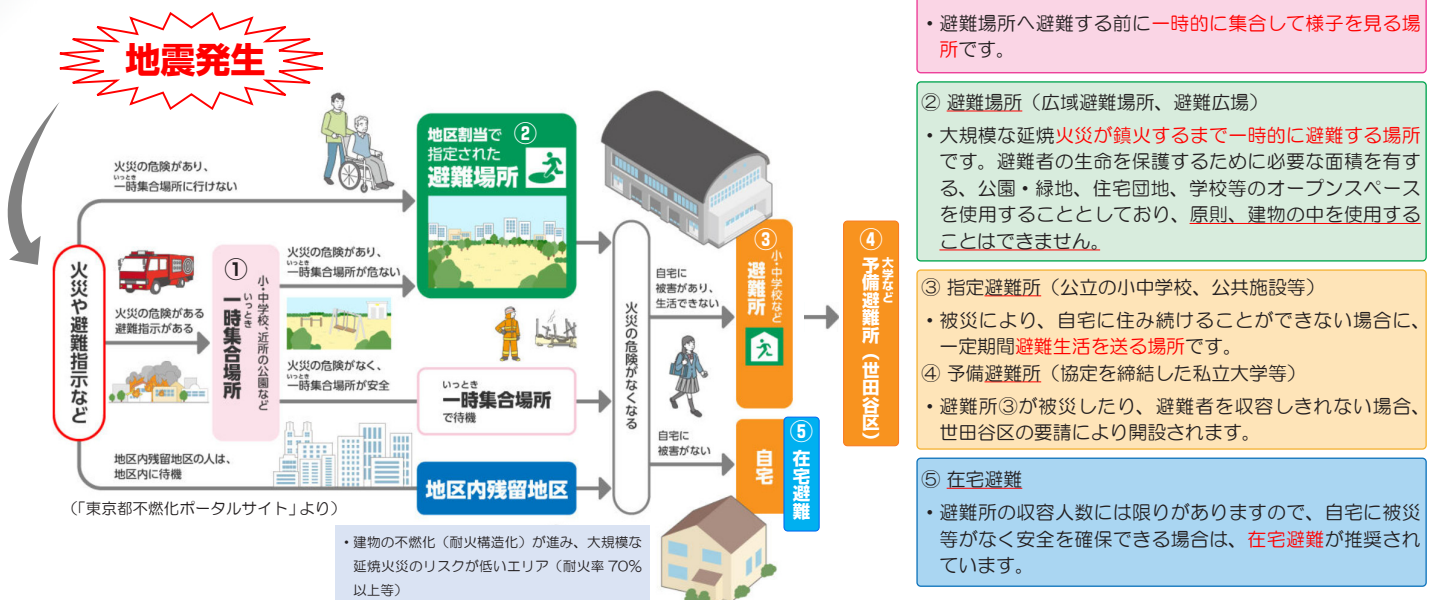 地震発生
火災の危険があり、
いっとき
一時集合場所に行けない
火災や避難指示など
火災の危険がある
避難指示がある
①
小・中学校、近所の公園など
いっとき
一時集合場所
火災の危険があり、
いっとき
一時集合場所が危ない
火災の危険がなく、
いっとき
一時集合場所が安全
地区内残留地区の人は、
地区内に待機
地区割当で ②
指定された
避難場所
いっとき
一時集合場所
で待機
地区内残留地区
火災の危険がなくなる
自宅に
被害があり、
生活できない
自宅に
被害がない
③
小・中学校など
避難所
④
大学など
予備避難所（世田谷区）
自宅
⑤
在宅避難
（「東京都不燃化ポータルサイト」より）
・建物の不燃化（耐火構造化）が進み、大規模な
延焼火災のリスクが低いエリア（耐火率 70%
以上等）
・避難場所へ避難する前に一時的に集合して様子を見る場
所です。
② 避難場所（広域避難場所、避難広場）
・大規模な延焼火災が鎮火するまで一時的に避難する場所
です。避難者の生命を保護するために必要な面積を有す
る、公園・緑地、住宅団地、学校等のオープンスペース
を使用することとしており、原則、建物の中を使用する
ことはできません。
③ 指定避難所（公立の小中学校、公共施設等）
・被災により、自宅に住み続けることができない場合に、
一定期間避難生活を送る場所です。
④ 予備避難所（協定を締結した私立大学等）
・避難所③が被災したり、避難者を収容しきれない場合、
世田谷区の要請により開設されます。
⑤ 在宅避難
・避難所の収容人数には限りがありますので、自宅に被災
等がなく安全を確保できる場合は、在宅避難が推奨され
ています。